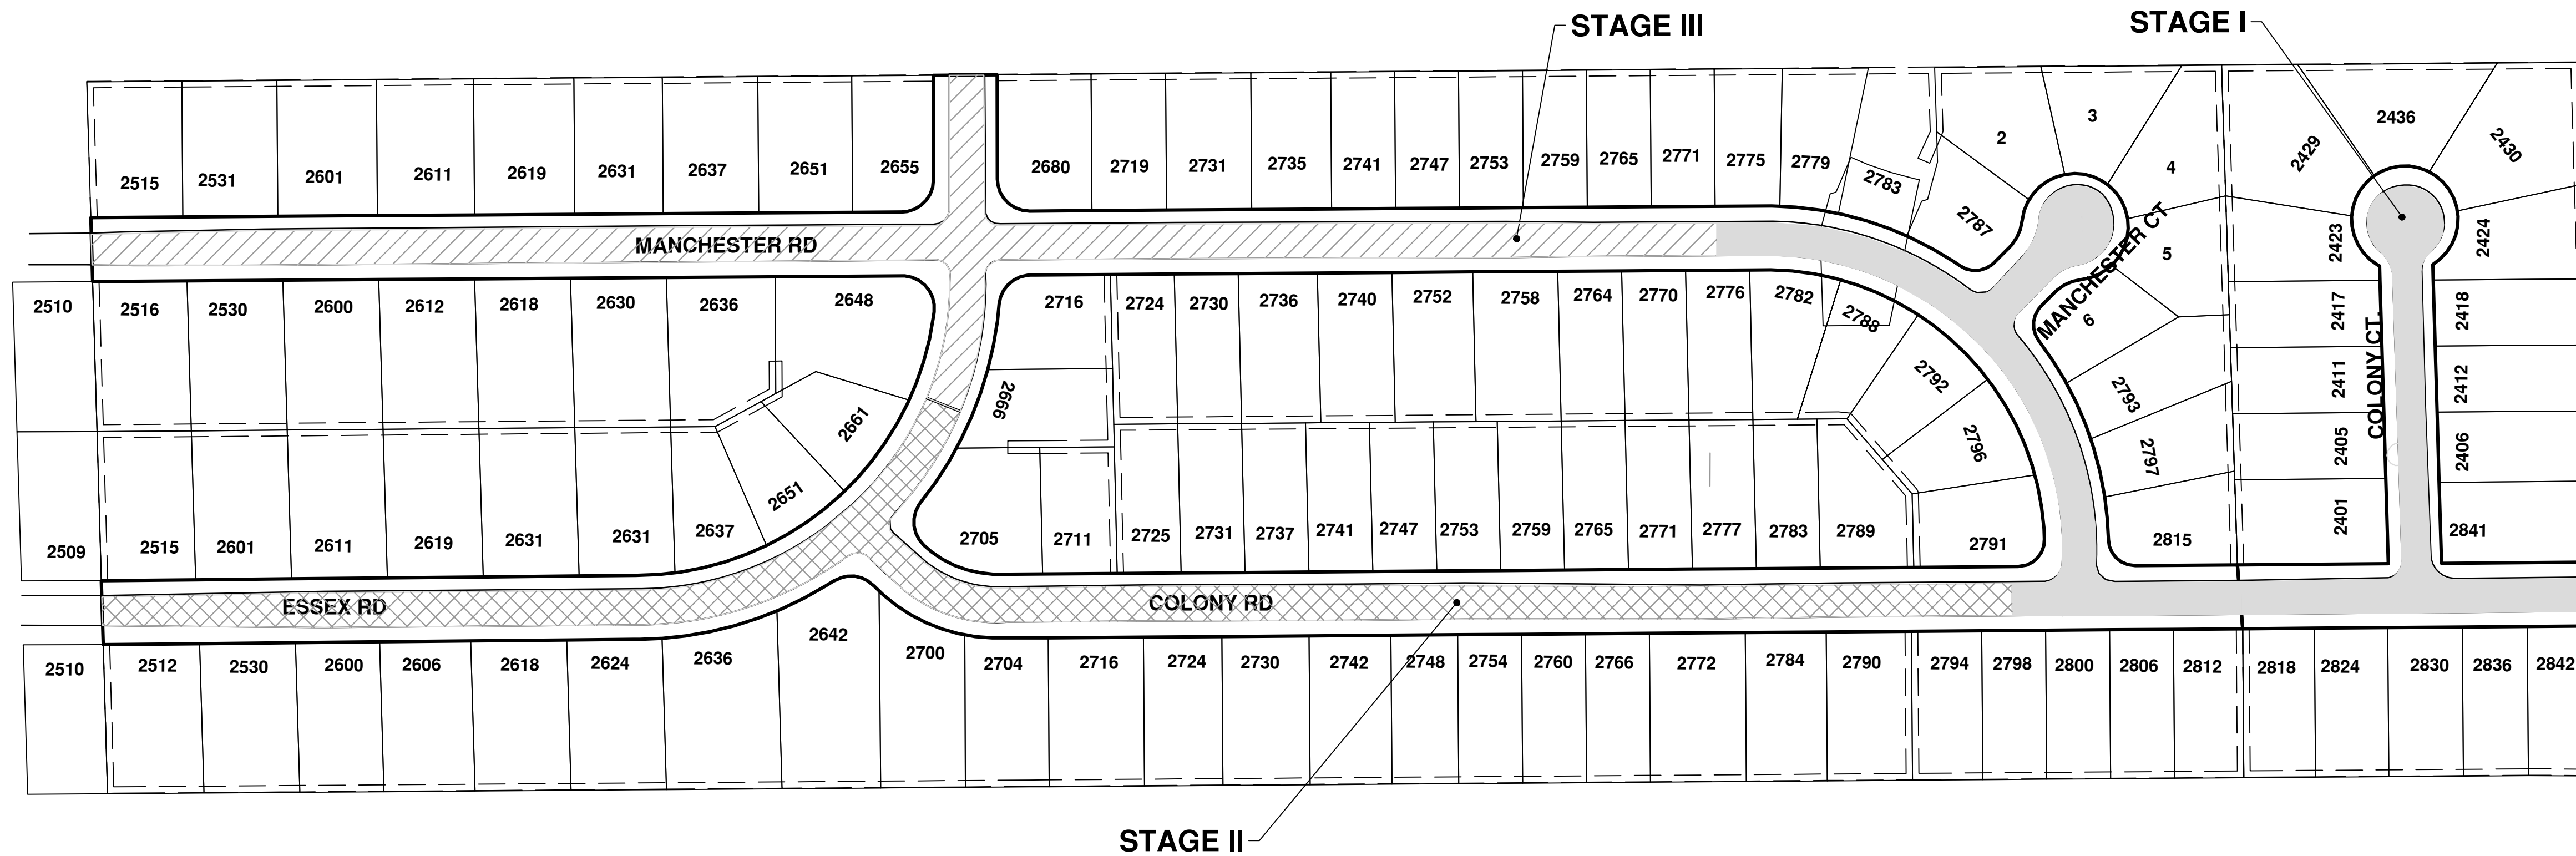 STAGE III
STAGE I
2515 2531 2601 2611 2619 2631 2637 2651 2655 2680 2719 2731 2735 2741 2747 2753 2759 2765 2771 2775 2779 2783 2787 2 3 4 5 6 2429 2436 2430
MANCHESTER RD
MANCHESTER CT
2423 2424
2417 2418
2411 2412
2405 2406
2401 2841
COLONY CT.
2510 2516 2530 2600 2612 2618 2630 2636 2648 2716 2724 2730 2736 2740 2752 2758 2764 2770 2776 2782 2788 2792 2796 2793 2797
2661 2666
2651
2509 2515 2601 2611 2619 2631 2631 2637 2705 2711 2725 2731 2737 2741 2747 2753 2759 2765 2771 2777 2783 2789 2791 2815
ESSEX RD
COLONY RD
2510 2512 2530 2600 2606 2618 2624 2636 2642 2700 2704 2716 2724 2730 2742 2748 2754 2760 2766 2772 2784 2790 2794 2798 2800 2806 2812 2818 2824 2830 2836 2842
STAGE II